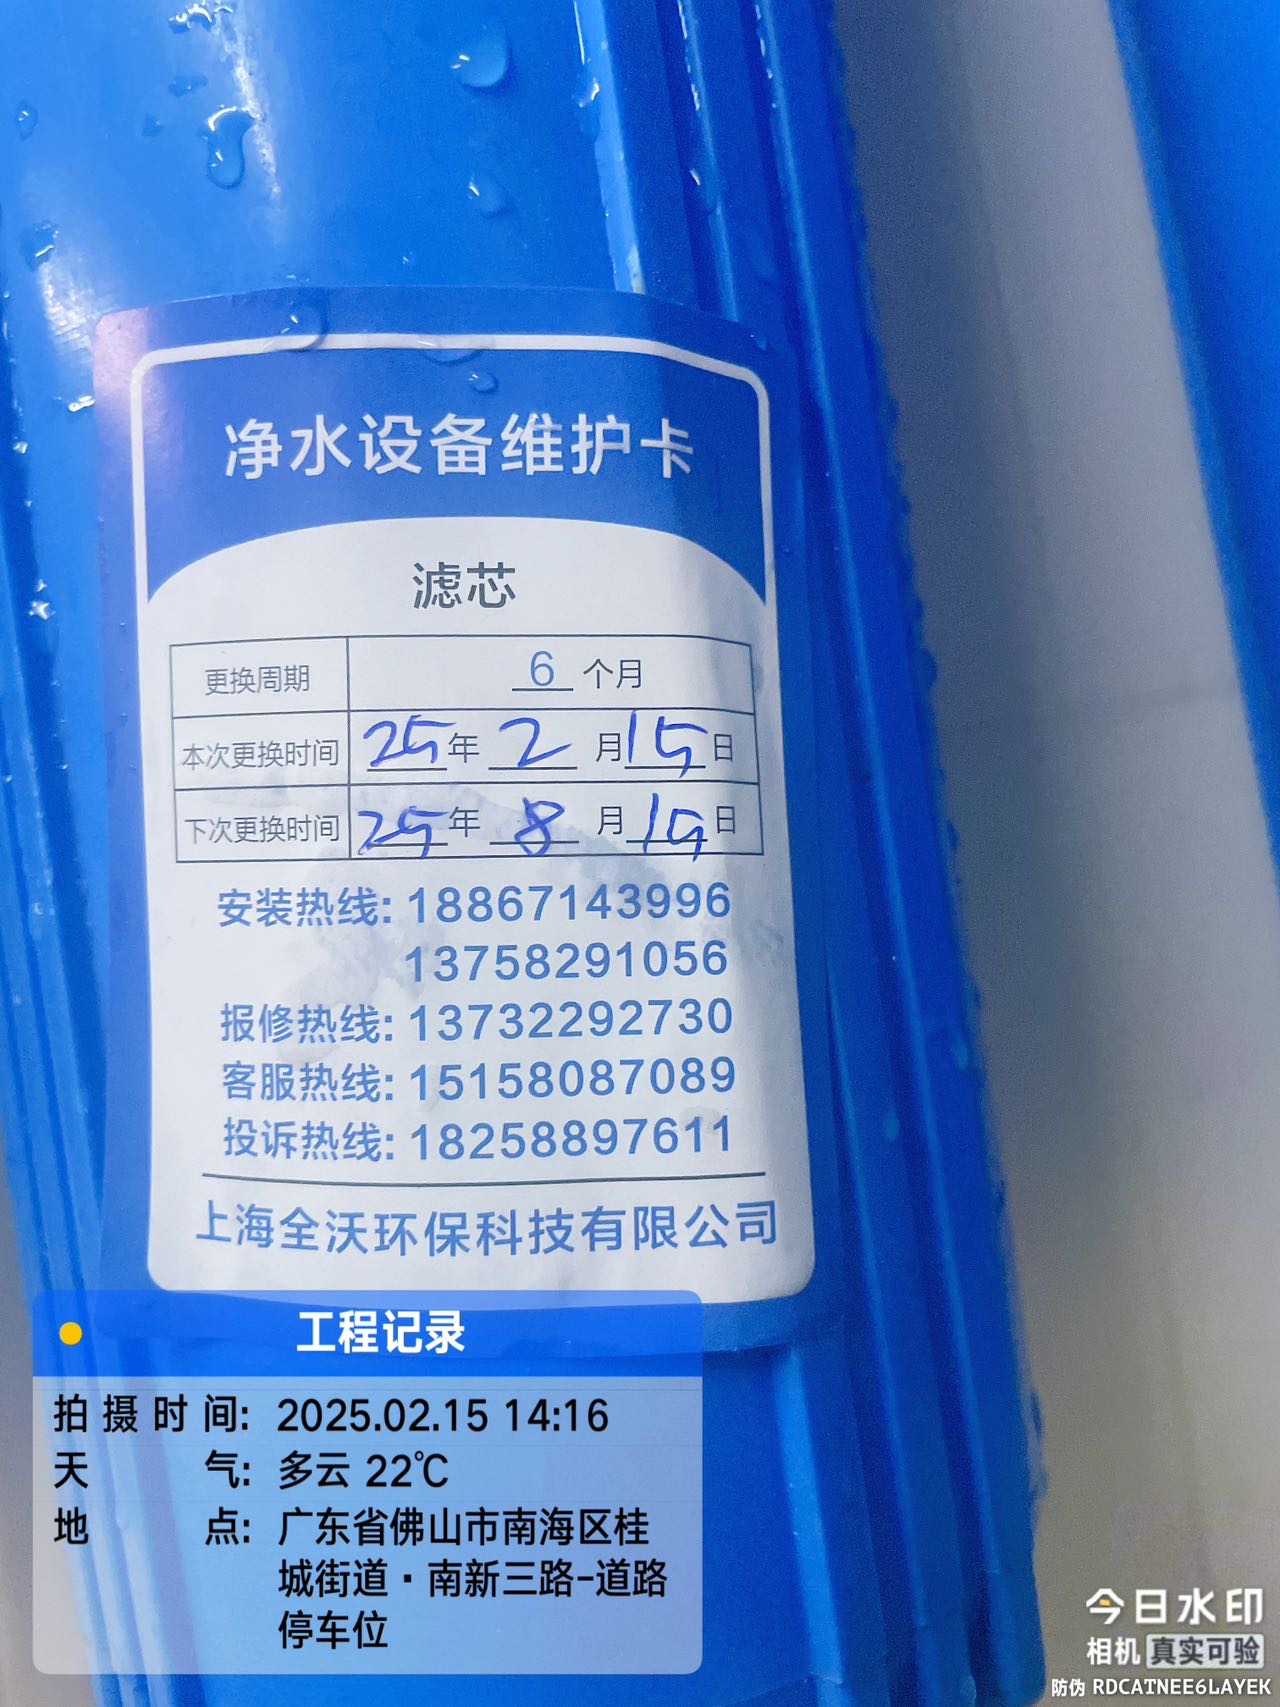 净水设备维护卡
滤芯
更换周期 6 个月
本次更换时间 25年 2 月15日
下次更换时间 25年 8 月15日
安装热线: 18867143996
13758291056
报修热线: 13732292730
客服热线: 15158087089
投诉热线: 18258897611
上海全沃环保科技有限公司
工程记录
拍摄时间: 2025.02.15 14:16
天气: 多云 22℃
地点: 广东省佛山市南海区桂
城街道·南新三路-道路
停车位
今日水印
相机 真实可验
防伪 RDCATNEE6LAYEK